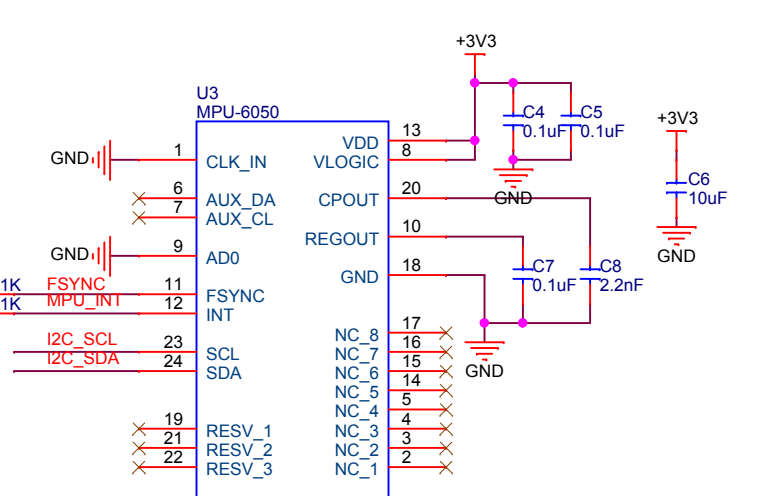 +3V3
U3
MPU-6050
C4
0.1uF
C5
0.1uF
+3V3
C6
10uF
GND
GND
GND
1
CLK_IN
6
AUX_DA
7
AUX_CL
GND
9
AD0
1K
FSYNC
11
FSYNC
1K
MPU_INT
12
INT
I2C_SCL
23
SCL
I2C_SDA
24
SDA
19
RESV_1
21
RESV_2
22
RESV_3
VDD
13
VLOGIC
8
CPOUT
20
REGOUT
10
GND
18
C7
0.1uF
C8
2.2nF
GND
NC_8
17
NC_7
16
NC_6
15
NC_5
14
NC_4
5
NC_3
4
NC_2
3
NC_1
2